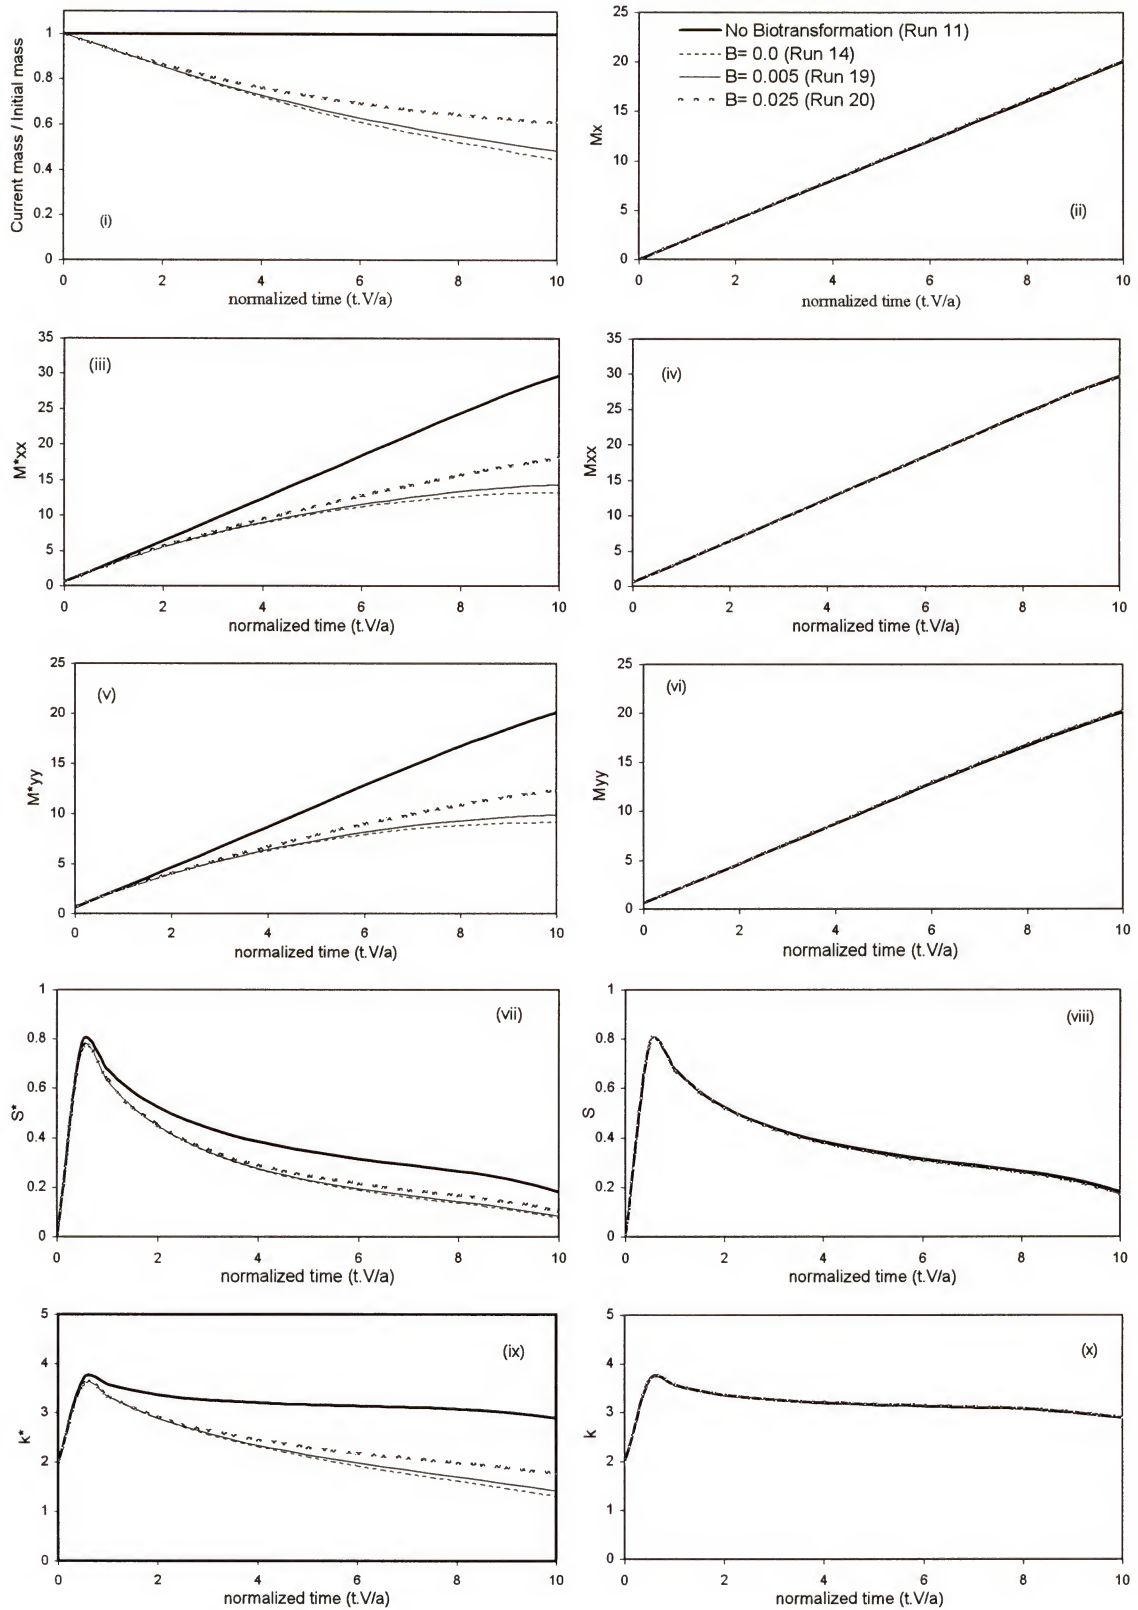 Current mass / Initial mass
1
0.8
0.6
0.4
0.2
0
(i)
0 2 4 6 8 10
normalized time (t.V/a)
Mx
25
20
15
10
5
0
No Biotransformation (Run 11)
B= 0.0 (Run 14)
B= 0.005 (Run 19)
B= 0.025 (Run 20)
(ii)
0 2 4 6 8 10
normalized time (t.V/a)
M*xx
35
30
25
20
15
10
5
0
(iii)
0 2 4 6 8 10
normalized time (t.V/a)
Mxx
35
30
25
20
15
10
5
0
(iv)
0 2 4 6 8 10
normalized time (t.V/a)
M*yy
25
20
15
10
5
0
(v)
0 2 4 6 8 10
normalized time (t.V/a)
Myy
25
20
15
10
5
0
(vi)
0 2 4 6 8 10
normalized time (t.V/a)
S*
1
0.8
0.6
0.4
0.2
0
(vii)
0 2 4 6 8 10
normalized time (t.V/a)
S
1
0.8
0.6
0.4
0.2
0
(viii)
0 2 4 6 8 10
normalized time (t.V/a)
k*
5
4
3
2
1
0
(ix)
0 2 4 6 8 10
normalized time (t.V/a)
k
5
4
3
2
1
0
(x)
0 2 4 6 8 10
normalized time (t.V/a)